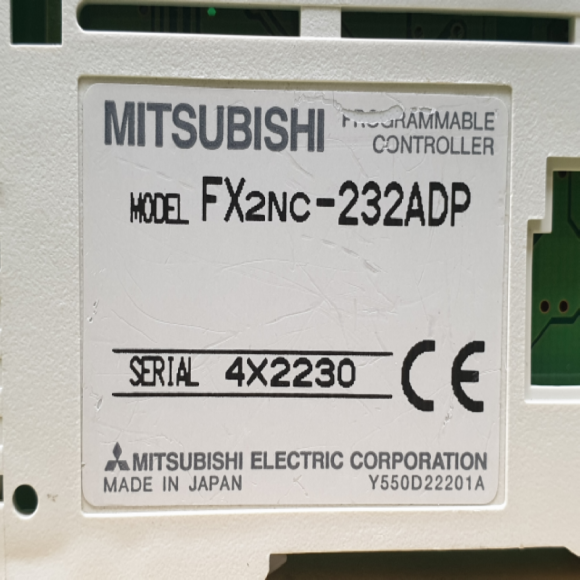 MITSUBISHI PROGRAMMABLE
CONTROLLER
MODEL FX2NC-232ADP
SERIAL 4X2230
CE
MITSUBISHI ELECTRIC CORPORATION
MADE IN JAPAN Y550D22201A